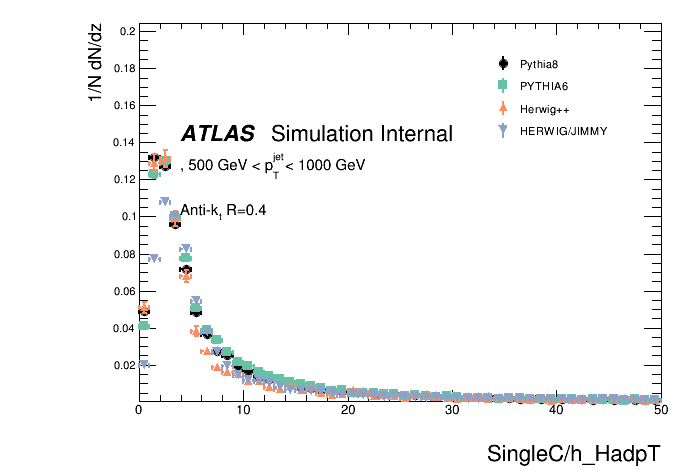 1/N dN/dz
0.2
0.18
0.16
0.14
0.12
0.1
0.08
0.06
0.04
0.02
Pythia8
PYTHIA6
Herwig++
HERWIG/JIMMY
ATLAS Simulation Internal
, 500 GeV < p_T^jet < 1000 GeV
Anti-k_t R=0.4
0 10 20 30 40 50
SingleC/h_HadpT